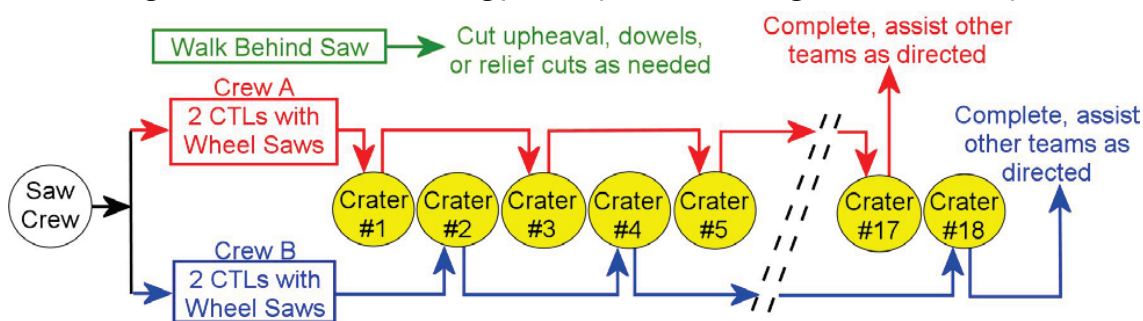 Walk Behind Saw
Cut upheaval, dowels,
or relief cuts as needed
Complete, assist other
teams as directed
Crew A
2 CTLs with
Wheel Saws
Complete, assist
other teams as
directed
Saw
Crew
Crater
#1
Crater
#2
Crater
#3
Crater
#4
Crater
#5
Crater
#17
Crater
#18
Crew B
2 CTLs with
Wheel Saws